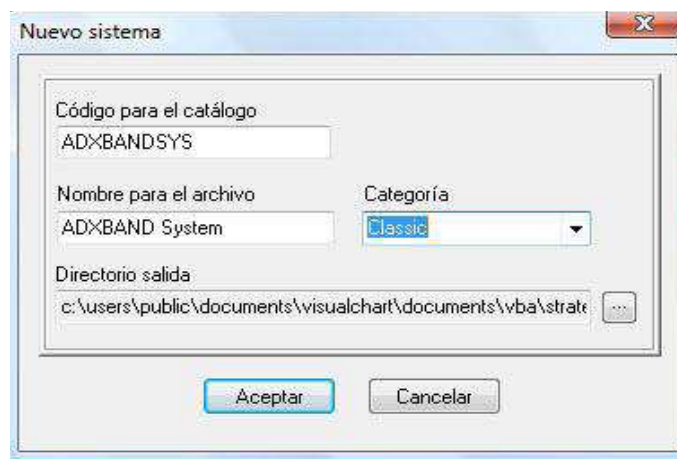 Nuevo sistema
Código para el catálogo
ADXBANDSYS
Nombre para el archivo Categoría
ADXBAND System Classic
Directorio salida
c:\users\public\documents\visualchart\documents\vba\strate ...
Aceptar Cancelar